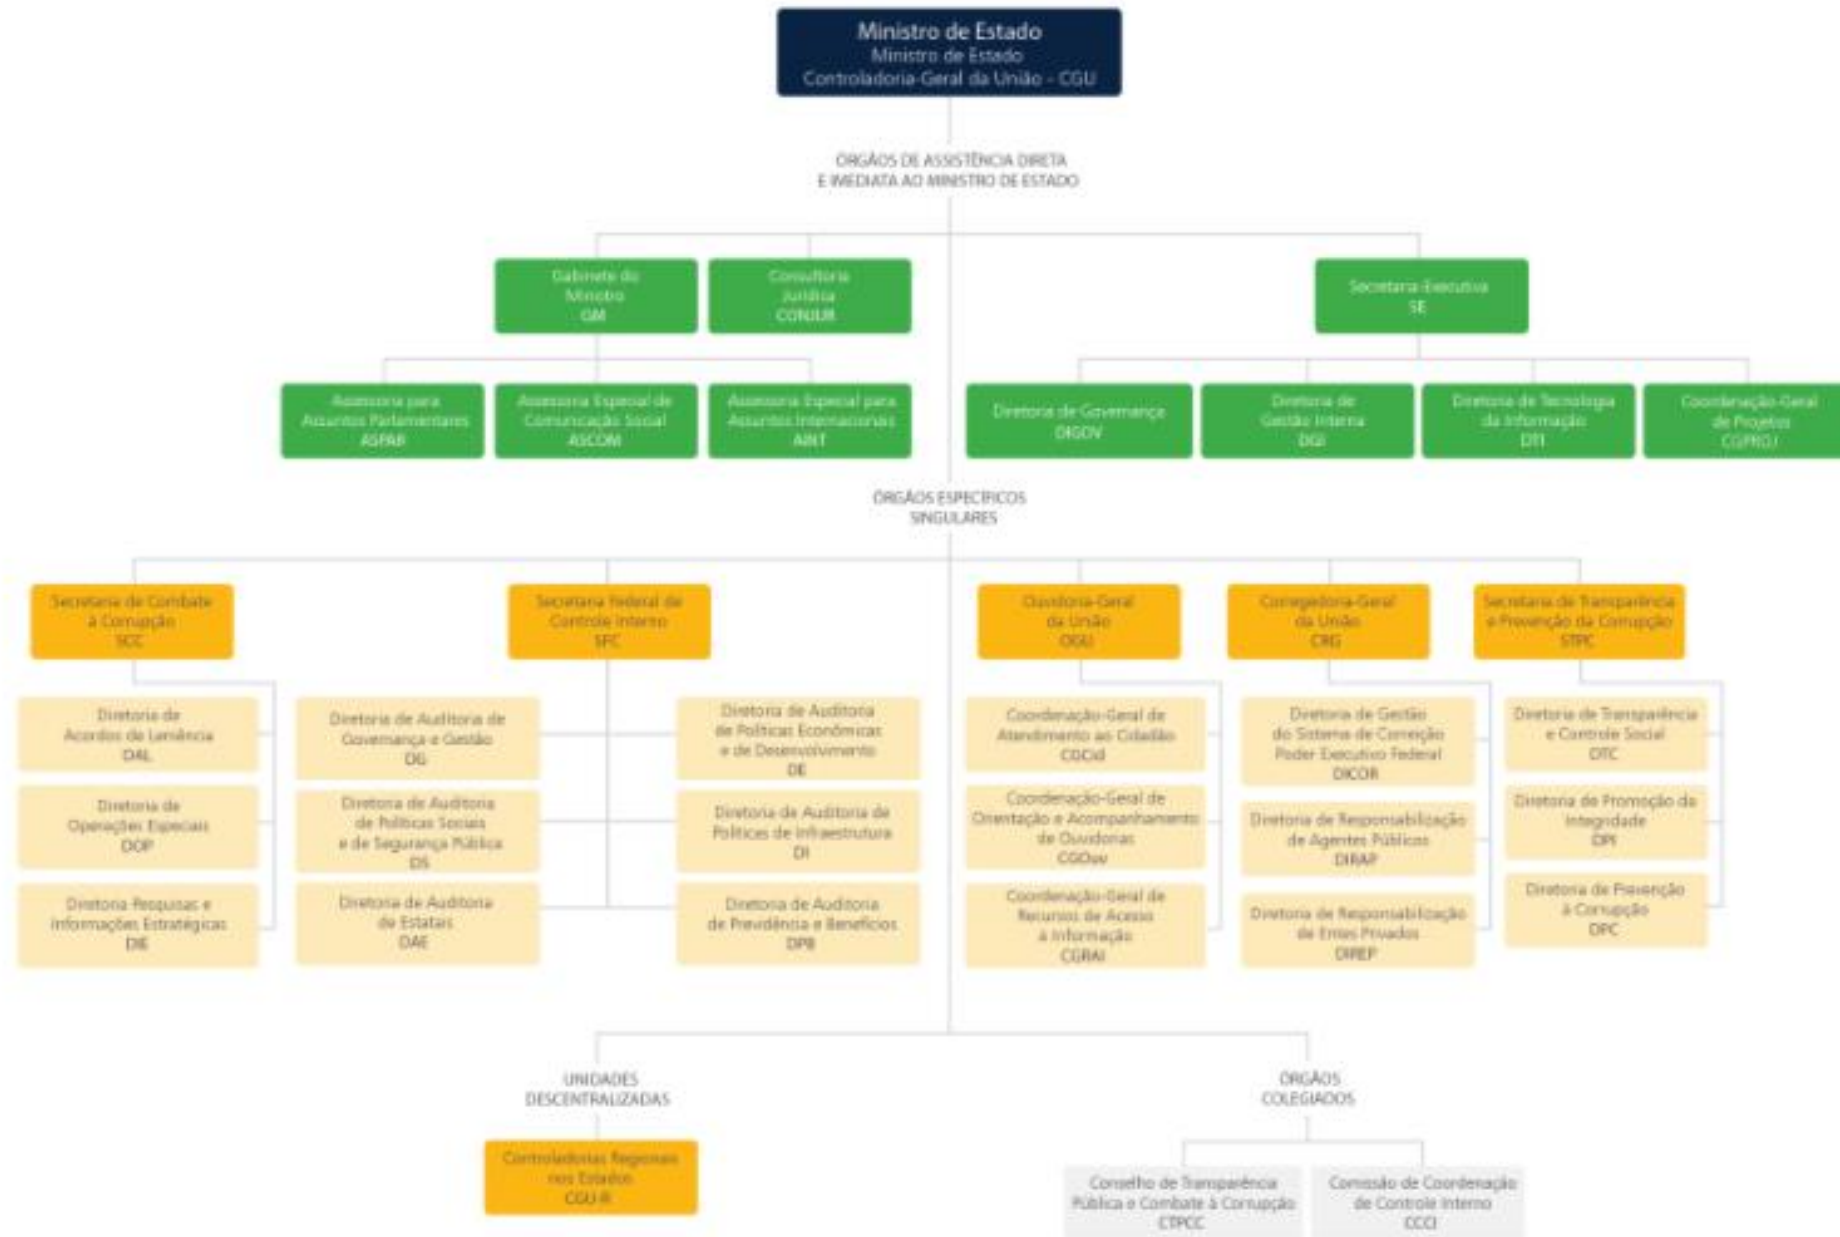 Ministro de Estado
Ministro de Estado
Controladoria-Geral da União - CGU
ÓRGÃOS DE ASSISTÊNCIA DIRETA
E IMEDIATA AO MINISTRO DE ESTADO
Gabinete do
Ministro
GM
Consultoria
Jurídica
CONJUR
Secretaria-Executiva
SE
Assessoria para
Assuntos Parlamentares
ASPAR
Assessoria Especial de
Comunicação Social
ASCOM
Assessoria Especial para
Assuntos Internacionais
AINT
Diretoria de Governança
DIGOV
Diretoria de
Gestão Interna
DGI
Diretoria de Tecnologia
da Informação
DTI
Coordenação-Geral
de Projetos
CGPROJ
ÓRGÃOS ESPECÍFICOS
SINGULARES
Secretaria de Combate
à Corrupção
SCC
Secretaria Federal de
Controle Interno
SFC
Ouvidoria-Geral
da União
OGU
Corregedoria-Geral
da União
CRG
Secretaria de Transparência
e Prevenção da Corrupção
STPC
Diretoria de
Acordos de Leniência
DAL
Diretoria de
Operações Especiais
DOP
Diretoria Pesquisas e
Informações Estratégicas
DIE
Diretoria de Auditoria de
Governança e Gestão
DG
Diretoria de Auditoria
de Políticas Sociais
e de Segurança Pública
DS
Diretoria de Auditoria
de Estatais
DAE
Diretoria de Auditoria
de Políticas Econômicas
e de Desenvolvimento
DE
Diretoria de Auditoria de
Políticas de Infraestrutura
DI
Diretoria de Auditoria
de Previdência e Benefícios
DPB
Coordenação-Geral de
Atendimento ao Cidadão
CGCid
Coordenação-Geral de
Orientação e Acompanhamento
de Ouvidorias
CGOuv
Coordenação-Geral de
Recursos de Acesso
à Informação
CGRAI
Diretoria de Gestão
do Sistema de Correição
Poder Executivo Federal
DICOR
Diretoria de Responsabilização
de Agentes Públicos
DIRAP
Diretoria de Responsabilização
de Entes Privados
DIREP
Diretoria de Transparência
e Controle Social
DTC
Diretoria de Promoção da
Integridade
DPI
Diretoria de Prevenção
à Corrupção
DPC
UNIDADES
DESCENTRALIZADAS
Controladorias Regionais
nos Estados
CGU-R
ÓRGÃOS
COLEGIADOS
Conselho de Transparência
Pública e Combate à Corrupção
CTPCC
Comissão de Coordenação
de Controle Interno
CCCI